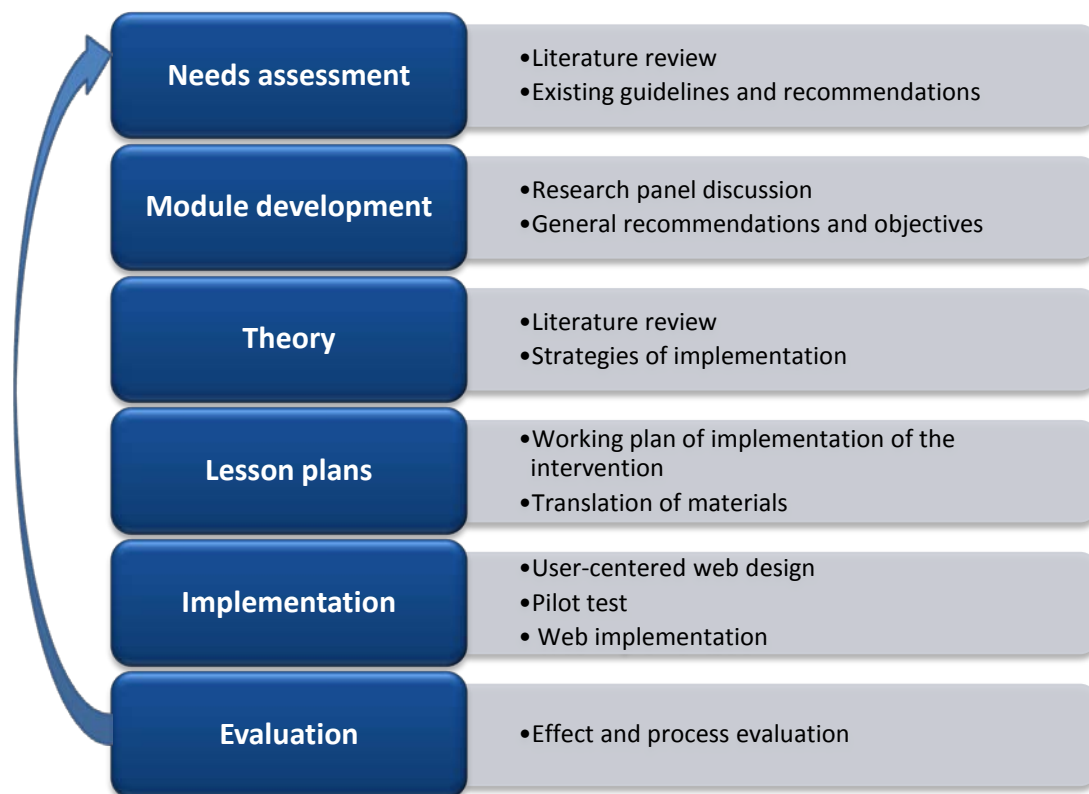 Needs assessment
•Literature review
•Existing guidelines and recommendations
Module development
•Research panel discussion
•General recommendations and objectives
Theory
•Literature review
•Strategies of implementation
Lesson plans
•Working plan of implementation of the
intervention
•Translation of materials
Implementation
•User-centered web design
•Pilot test
• Web implementation
Evaluation
•Effect and process evaluation